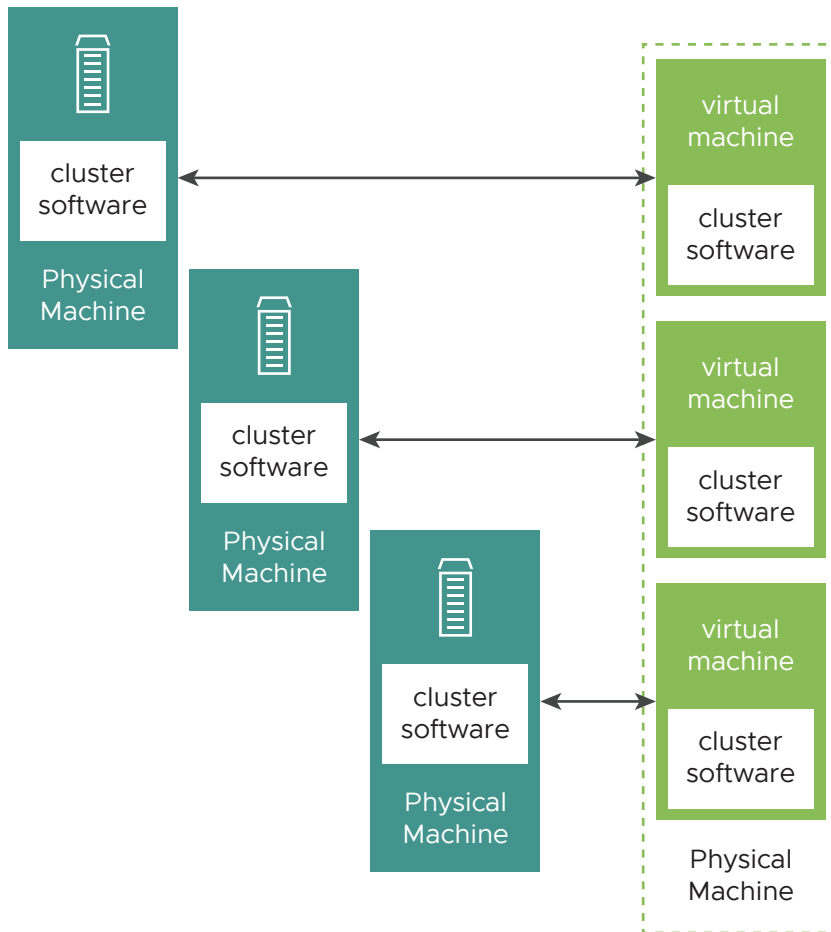 cluster
software
Physical
Machine
cluster
software
Physical
Machine
cluster
software
Physical
Machine
virtual
machine
cluster
software
virtual
machine
cluster
software
virtual
machine
cluster
software
Physical
Machine